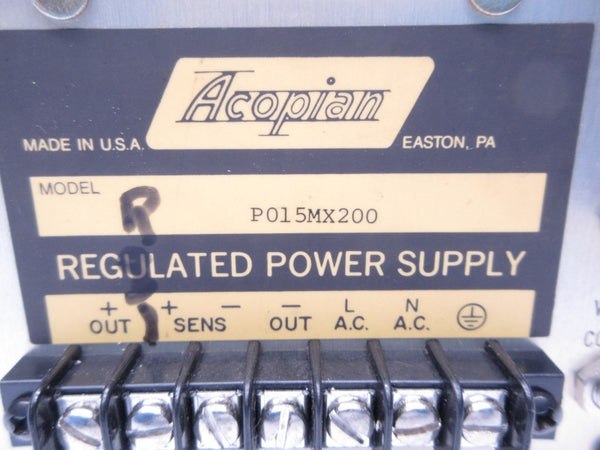 Acopian
MADE IN U.S.A. EASTON, PA
MODEL
P015MX200
REGULATED POWER SUPPLY
+ + − − L N
OUT SENS OUT A.C. A.C.